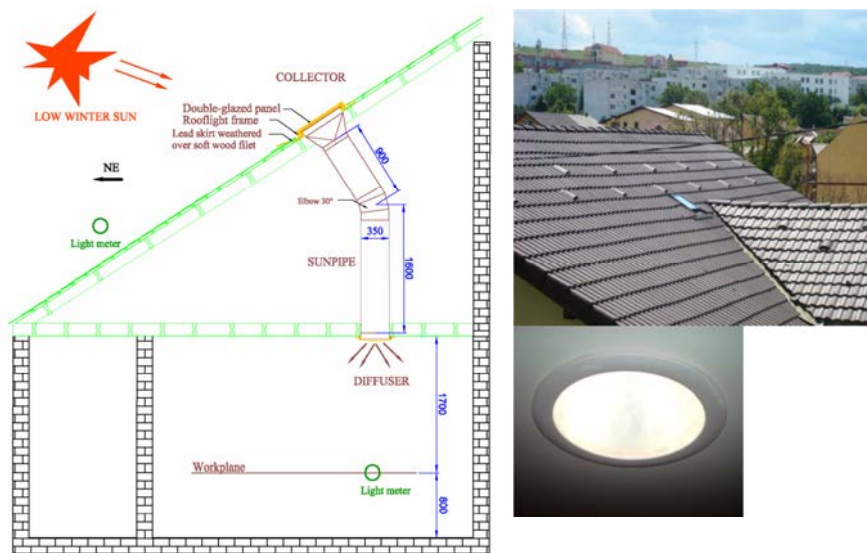 COLLECTOR
LOW WINTER SUN
Double-glazed panel
Rooflight frame
Lead skirt weathered
over soft wood filet
900
NE
Elbow 30°
Light meter
350
SUNPIPE
1600
DIFFUSER
1700
Workplane
Light meter
800